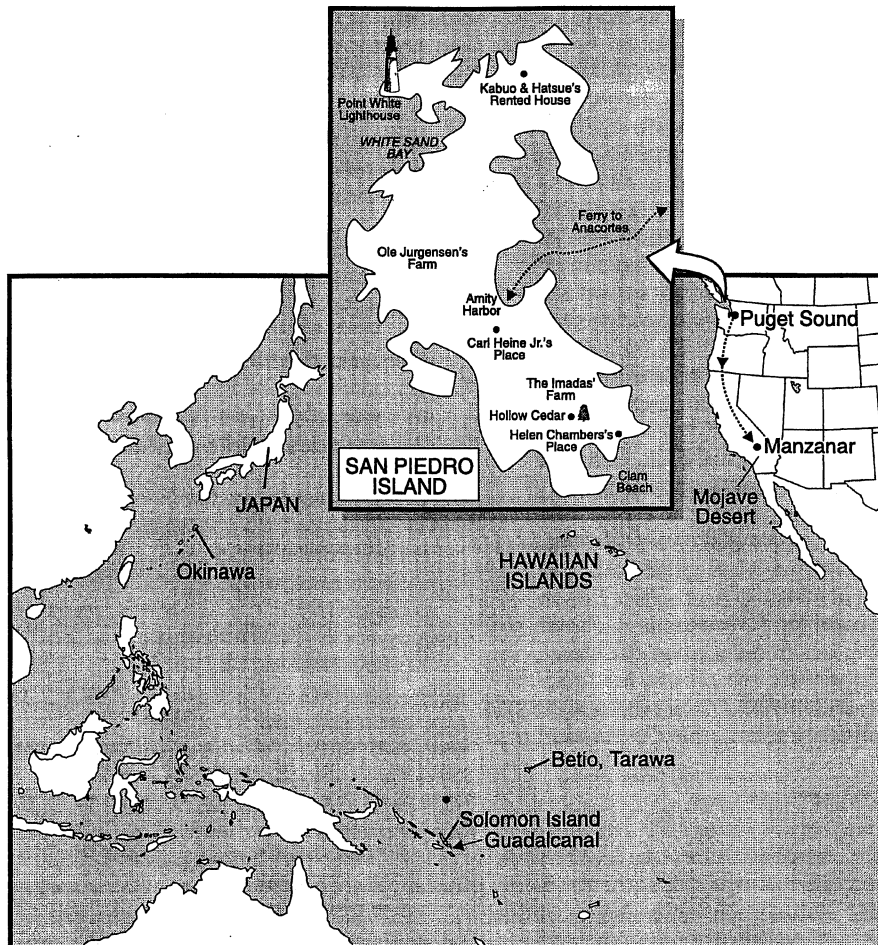 Point White
Lighthouse
Kabuo & Hatsue's
Rented House
WHITE SAND
BAY
Ferry to
Anacortes
Ole Jurgensen's
Farm
Amity
Harbor
Carl Heine Jr.'s
Place
The Imadas'
Farm
Hollow Cedar
Helen Chambers's
Place
Clam
Beach
SAN PIEDRO
ISLAND
Puget Sound
Manzanar
Mojave
Desert
JAPAN
Okinawa
HAWAIIAN
ISLANDS
Betio, Tarawa
Solomon Island
Guadalcanal